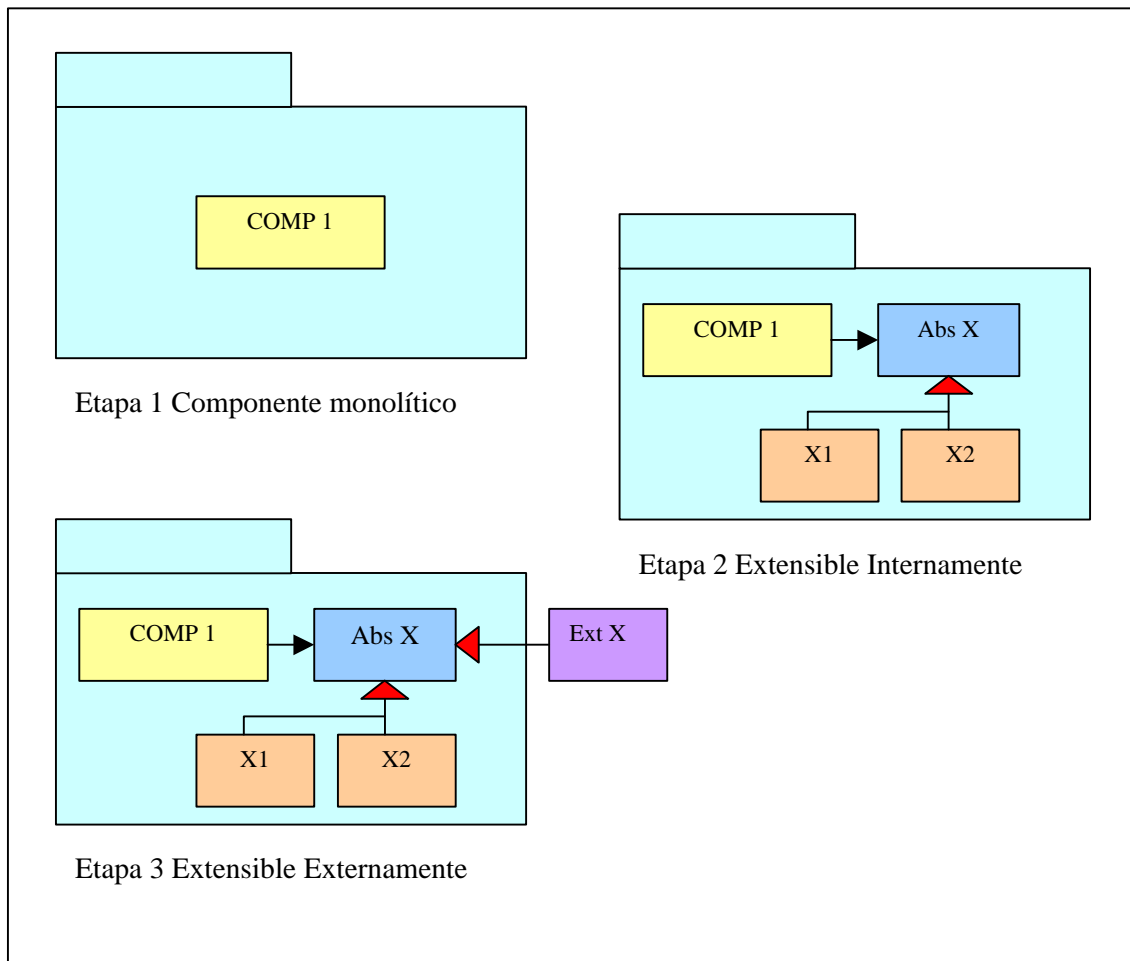 COMP 1
Etapa 1 Componente monolítico
COMP 1
Abs X
X1
X2
Etapa 2 Extensible Internamente
COMP 1
Abs X
Ext X
X1
X2
Etapa 3 Extensible Externamente